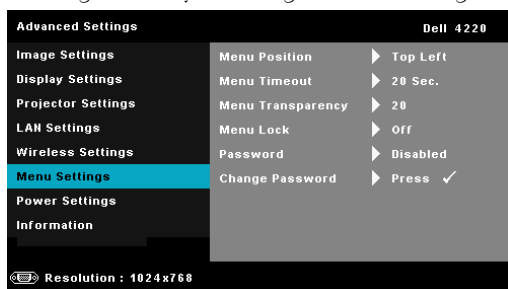 Advanced Settings Dell 4220
Image Settings Menu Position Top Left
Display Settings Menu Timeout 20 Sec.
Projector Settings Menu Transparency 20
LAN Settings Menu Lock Off
Wireless Settings Password Disabled
Menu Settings Change Password Press ✓
Power Settings
Information
Resolution : 1024x768